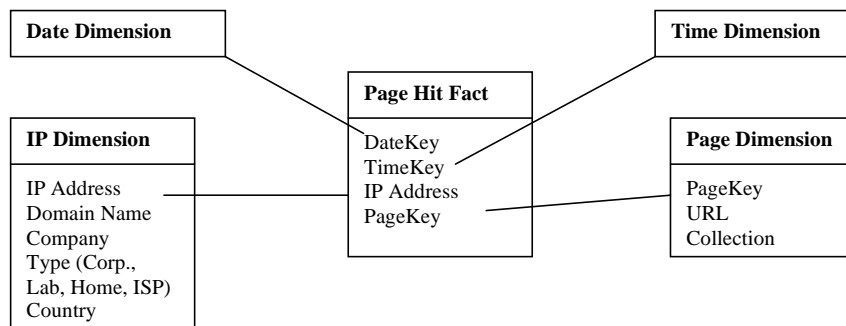 Date Dimension
Time Dimension
Page Hit Fact
DateKey
TimeKey
IP Address
PageKey
IP Dimension
IP Address
Domain Name
Company
Type (Corp.,
Lab, Home, ISP)
Country
Page Dimension
PageKey
URL
Collection